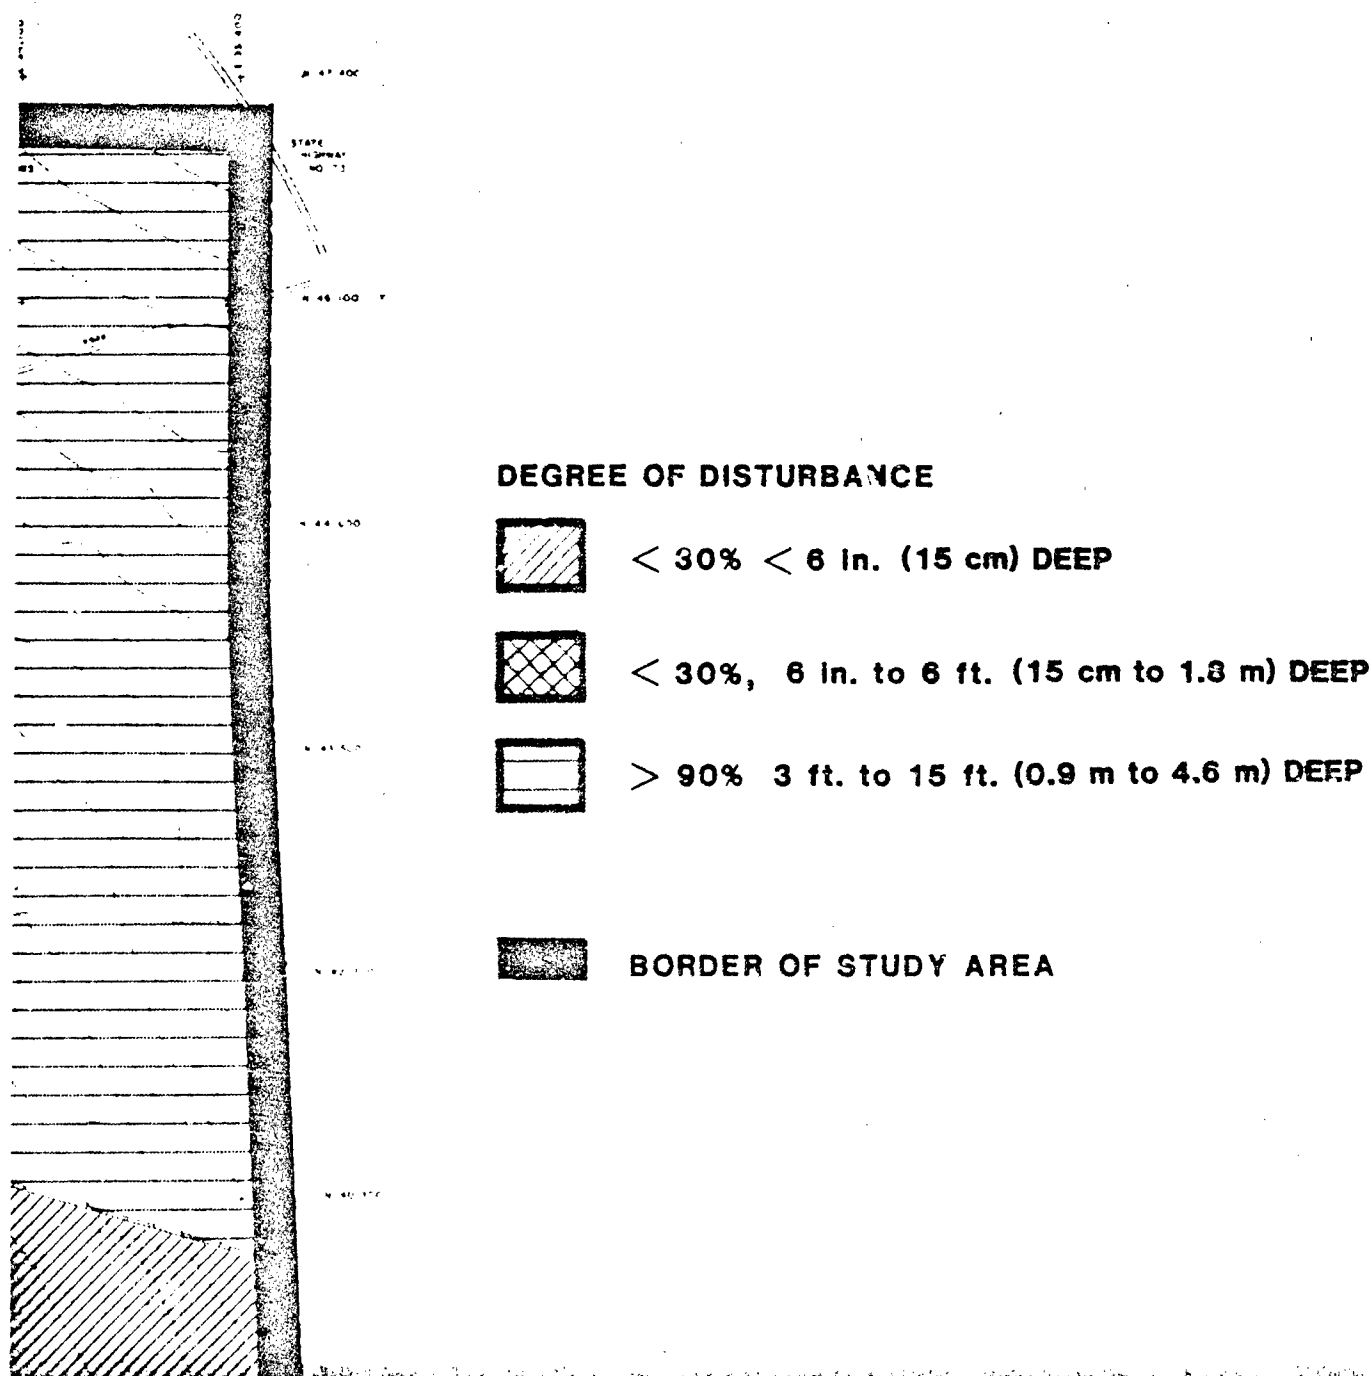 STATE
HIGHWAY
DEGREE OF DISTURBANCE
< 30% < 6 in. (15 cm) DEEP
< 30%, 6 in. to 6 ft. (15 cm to 1.8 m) DEEP
> 90% 3 ft. to 15 ft. (0.9 m to 4.6 m) DEEP
BORDER OF STUDY AREA